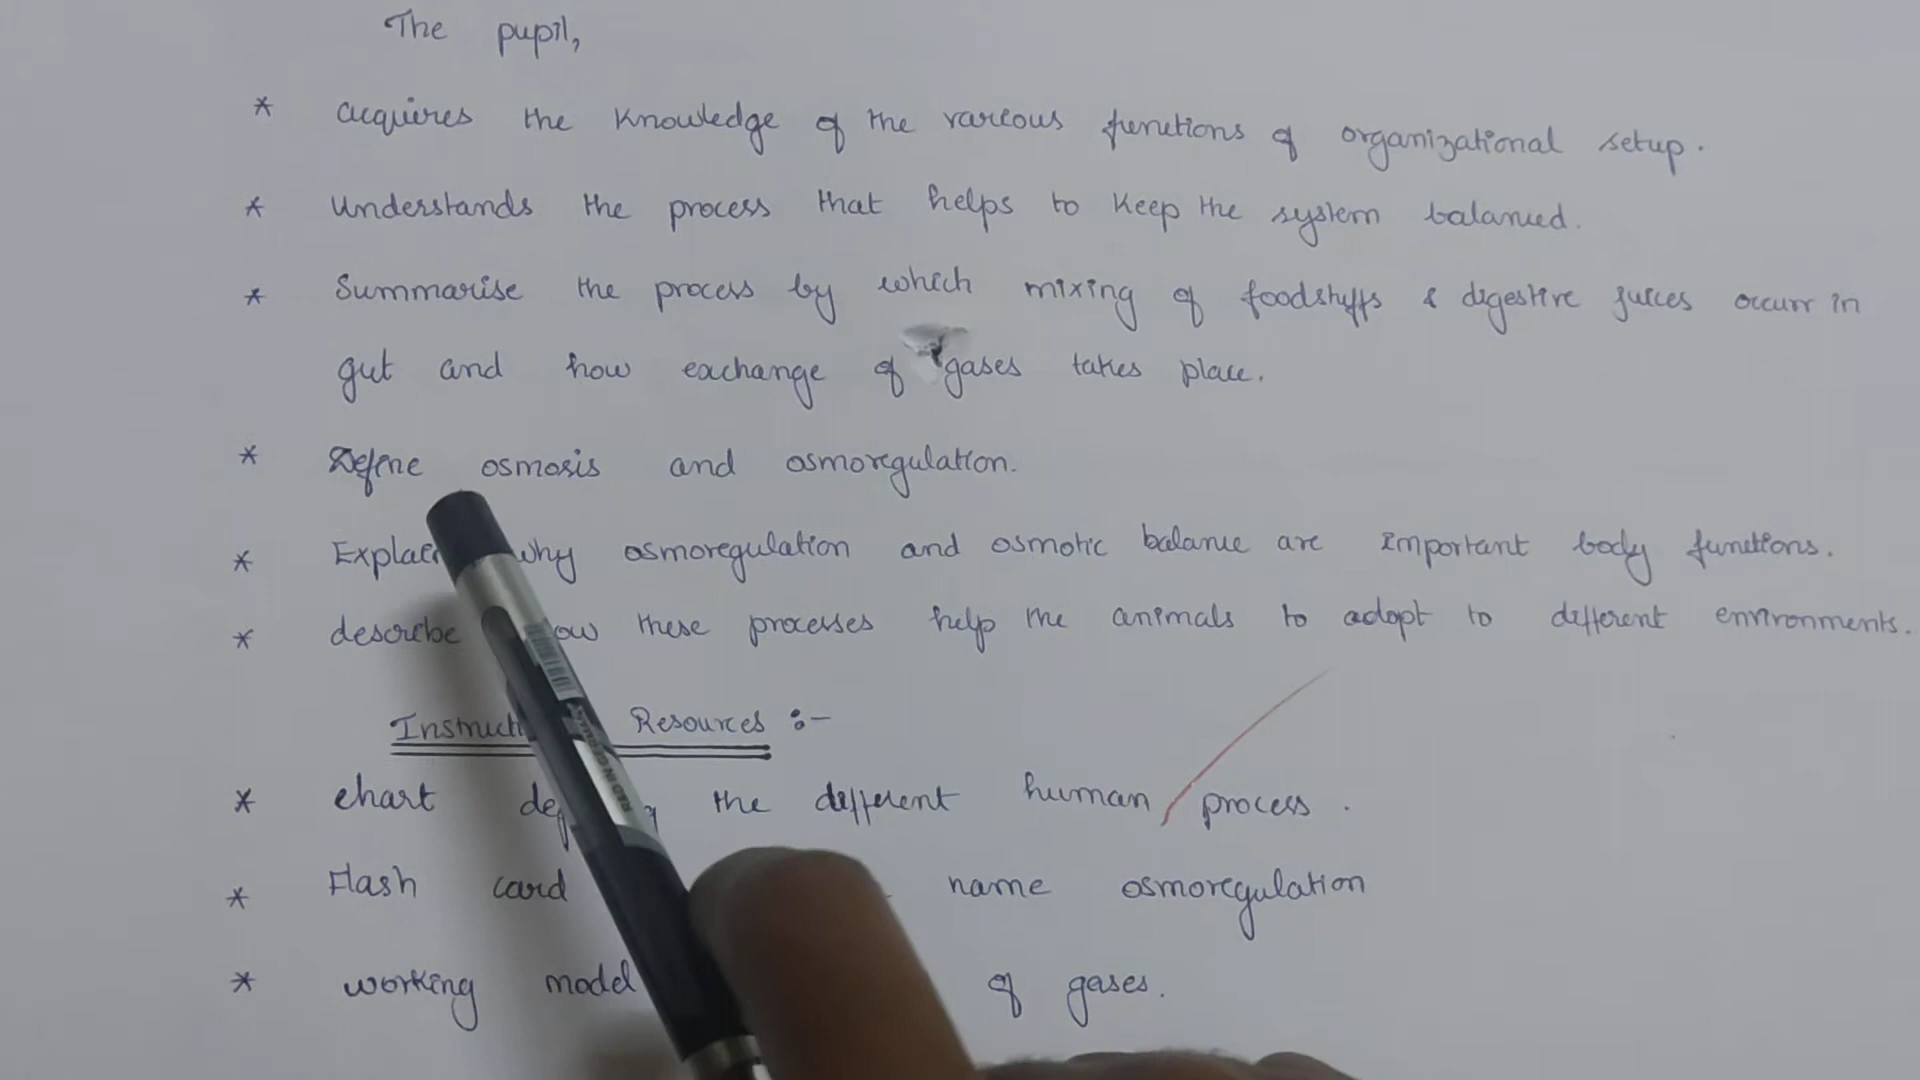 The pupil,
* acquires the knowledge of the various functions of organizational setup.
* Understands the process that helps to keep the system balanced.
* Summarise the process by which mixing of foodstuffs & digestive juices occurr in
gut and how exchange of gases takes place.
* Define osmosis and osmoregulation.
* Explain why osmoregulation and osmotic balance are important body functions.
* describe how these processes help the animals to adopt to different environments.
Resources :-
* chart the different human process.
* Flash card name osmoregulation
* working model of gases.